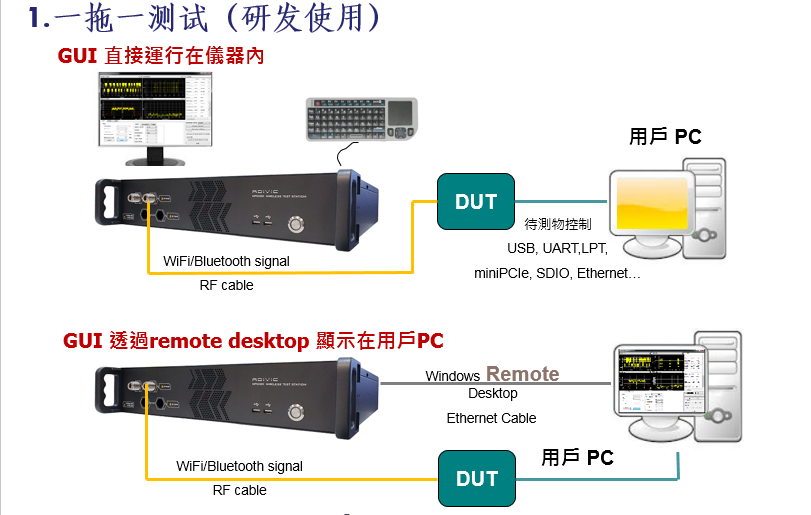 1.一拖一测试（研发使用）
GUI 直接運行在儀器內
用戶 PC
ADIVIC
DUT
待測物控制
USB, UART,LPT,
miniPCIe, SDIO, Ethernet…
WiFi/Bluetooth signal
RF cable
GUI 透過remote desktop 顯示在用戶PC
ADIVIC
Windows Remote
Desktop
Ethernet Cable
用戶 PC
WiFi/Bluetooth signal
RF cable
DUT